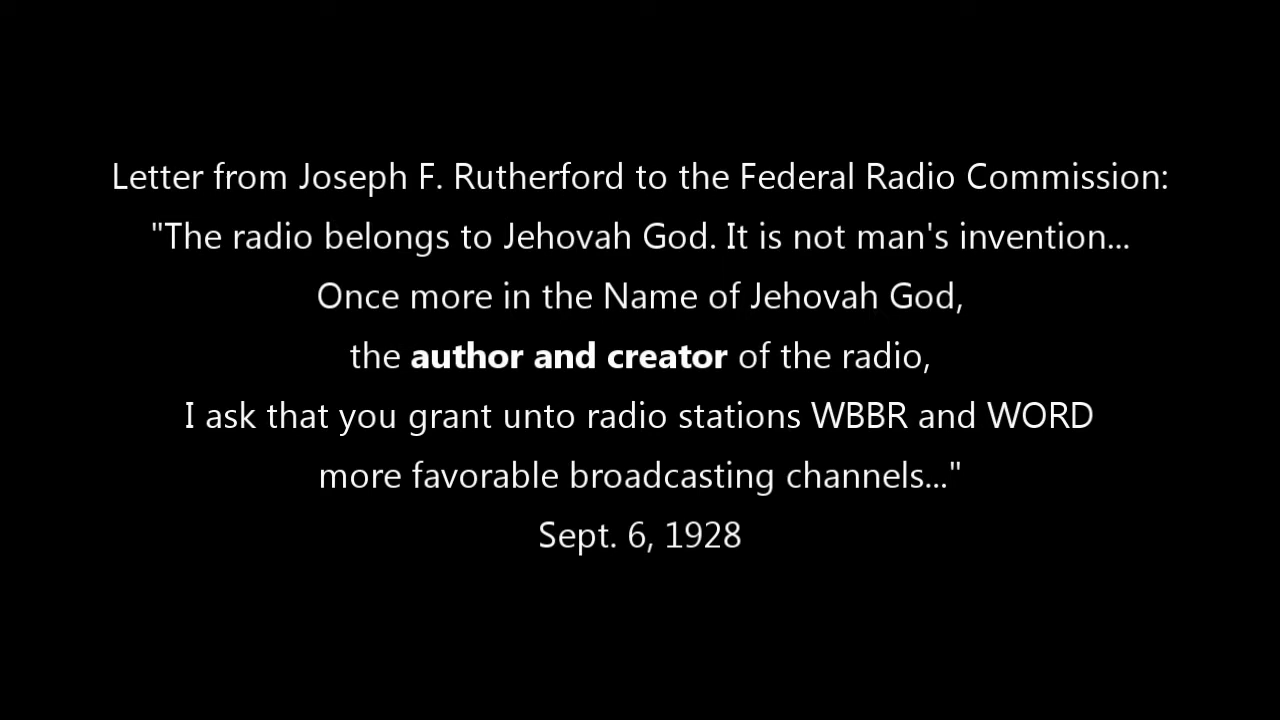 Letter from Joseph F. Rutherford to the Federal Radio Commission:
"The radio belongs to Jehovah God. It is not man's invention...
Once more in the Name of Jehovah God,
the author and creator of the radio,
I ask that you grant unto radio stations WBBR and WORD
more favorable broadcasting channels..."
Sept. 6, 1928